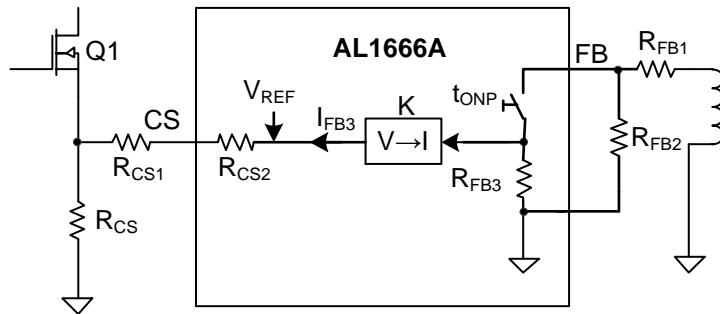 AL1666A
Q1
FB
R_FB1
V_REF
t_ONP
K
I_FB3
CS
V→I
R_FB2
R_CS1
R_CS2
R_FB3
R_CS